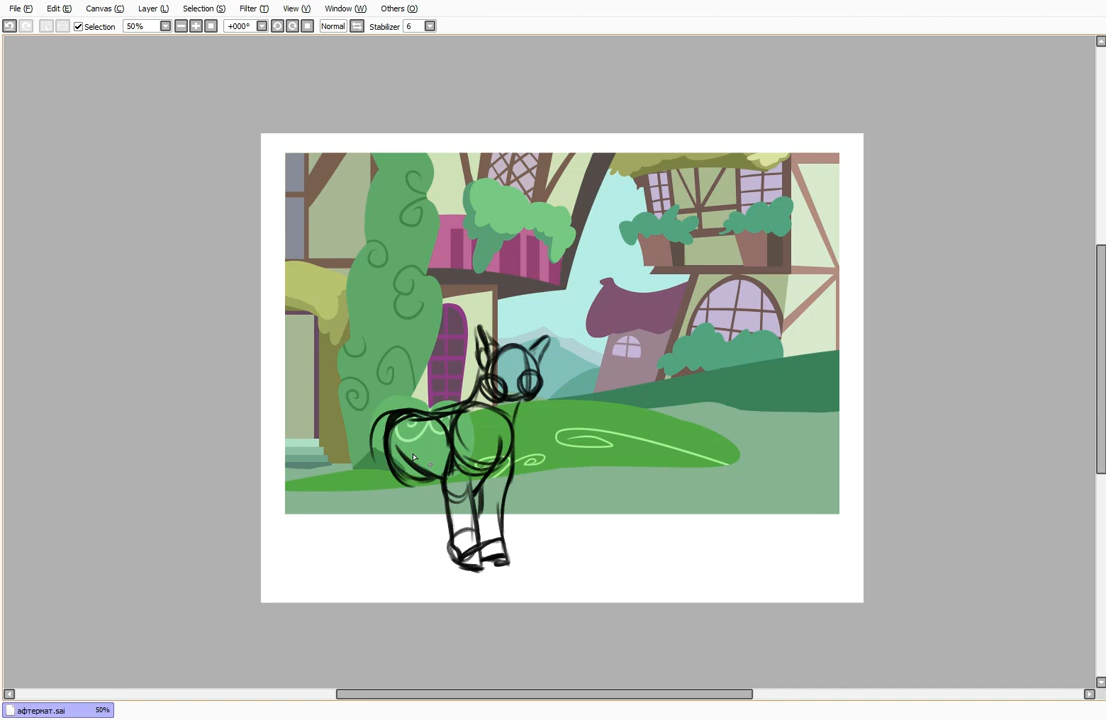 File (F) Edit (E) Canvas (C) Layer (L) Selection (S) Filter (T) View (V) Window (W) Others (O)
Selection 50% +000° Normal Stabilizer 6
афтермат.sai 50%